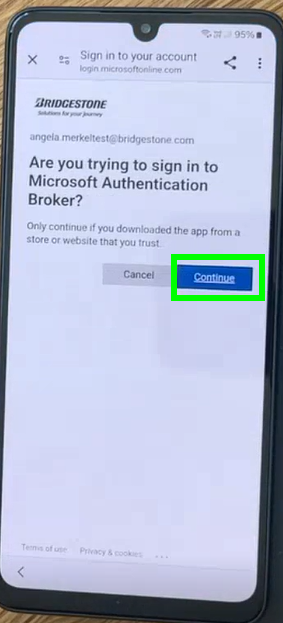 95%
Sign in to your account
login.microsoftonline.com
BRIDGESTONE
Solutions for your journey
angela.merkeltest@bridgestone.com
Are you trying to sign in to
Microsoft Authentication
Broker?
Only continue if you downloaded the app from a
store or website that you trust.
Cancel
Continue
Terms of use
Privacy & cookies
...